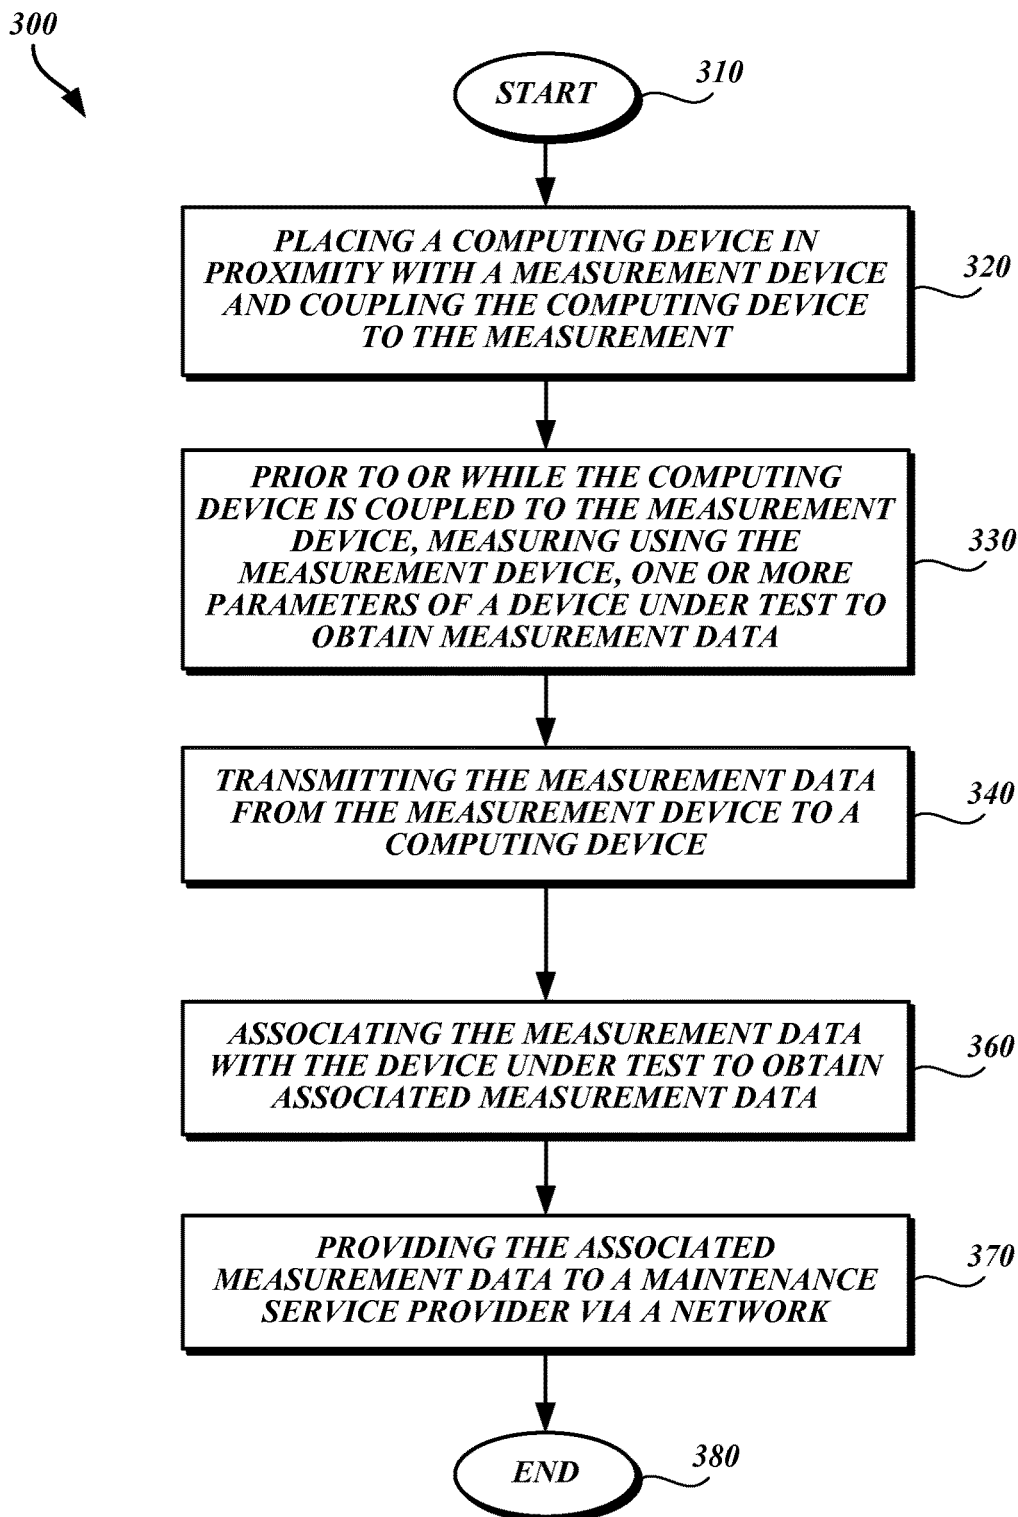 300
START
310
PLACING A COMPUTING DEVICE IN
PROXIMITY WITH A MEASUREMENT DEVICE
AND COUPLING THE COMPUTING DEVICE
TO THE MEASUREMENT
320
PRIOR TO OR WHILE THE COMPUTING
DEVICE IS COUPLED TO THE MEASUREMENT
DEVICE, MEASURING USING THE
MEASUREMENT DEVICE, ONE OR MORE
PARAMETERS OF A DEVICE UNDER TEST TO
OBTAIN MEASUREMENT DATA
330
TRANSMITTING THE MEASUREMENT DATA
FROM THE MEASUREMENT DEVICE TO A
COMPUTING DEVICE
340
ASSOCIATING THE MEASUREMENT DATA
WITH THE DEVICE UNDER TEST TO OBTAIN
ASSOCIATED MEASUREMENT DATA
360
PROVIDING THE ASSOCIATED
MEASUREMENT DATA TO A MAINTENANCE
SERVICE PROVIDER VIA A NETWORK
370
END
380